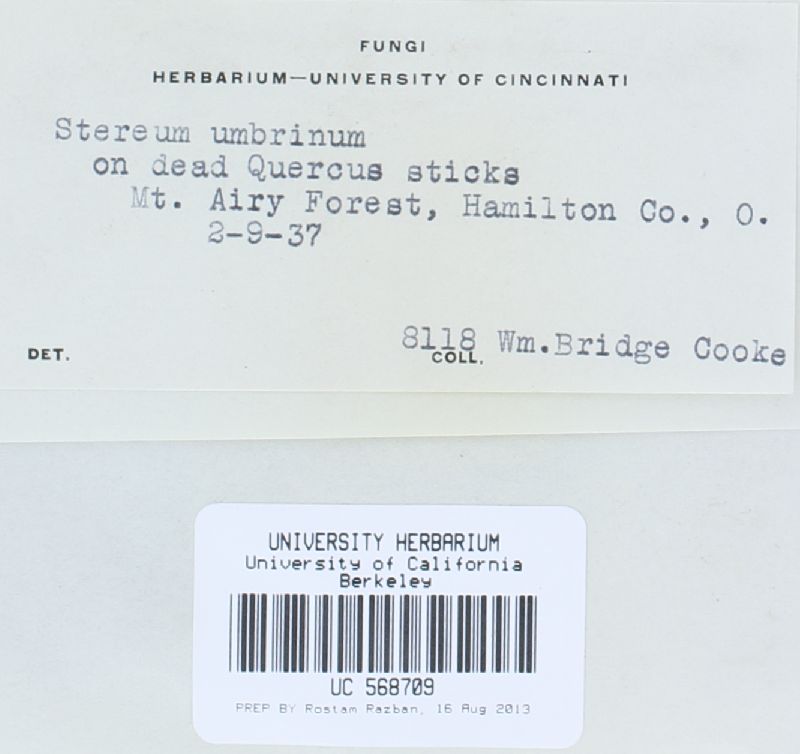 FUNGI
HERBARIUM—UNIVERSITY OF CINCINNATI
Stereum umbrinum
on dead Quercus sticks
Mt. Airy Forest, Hamilton Co., O.
2-9-37
8118 Wm.Bridge Cooke
DET. COLL.
UNIVERSITY HERBARIUM
University of California
Berkeley
UC 568709
PREP BY Rostam Razban, 16 Aug 2013